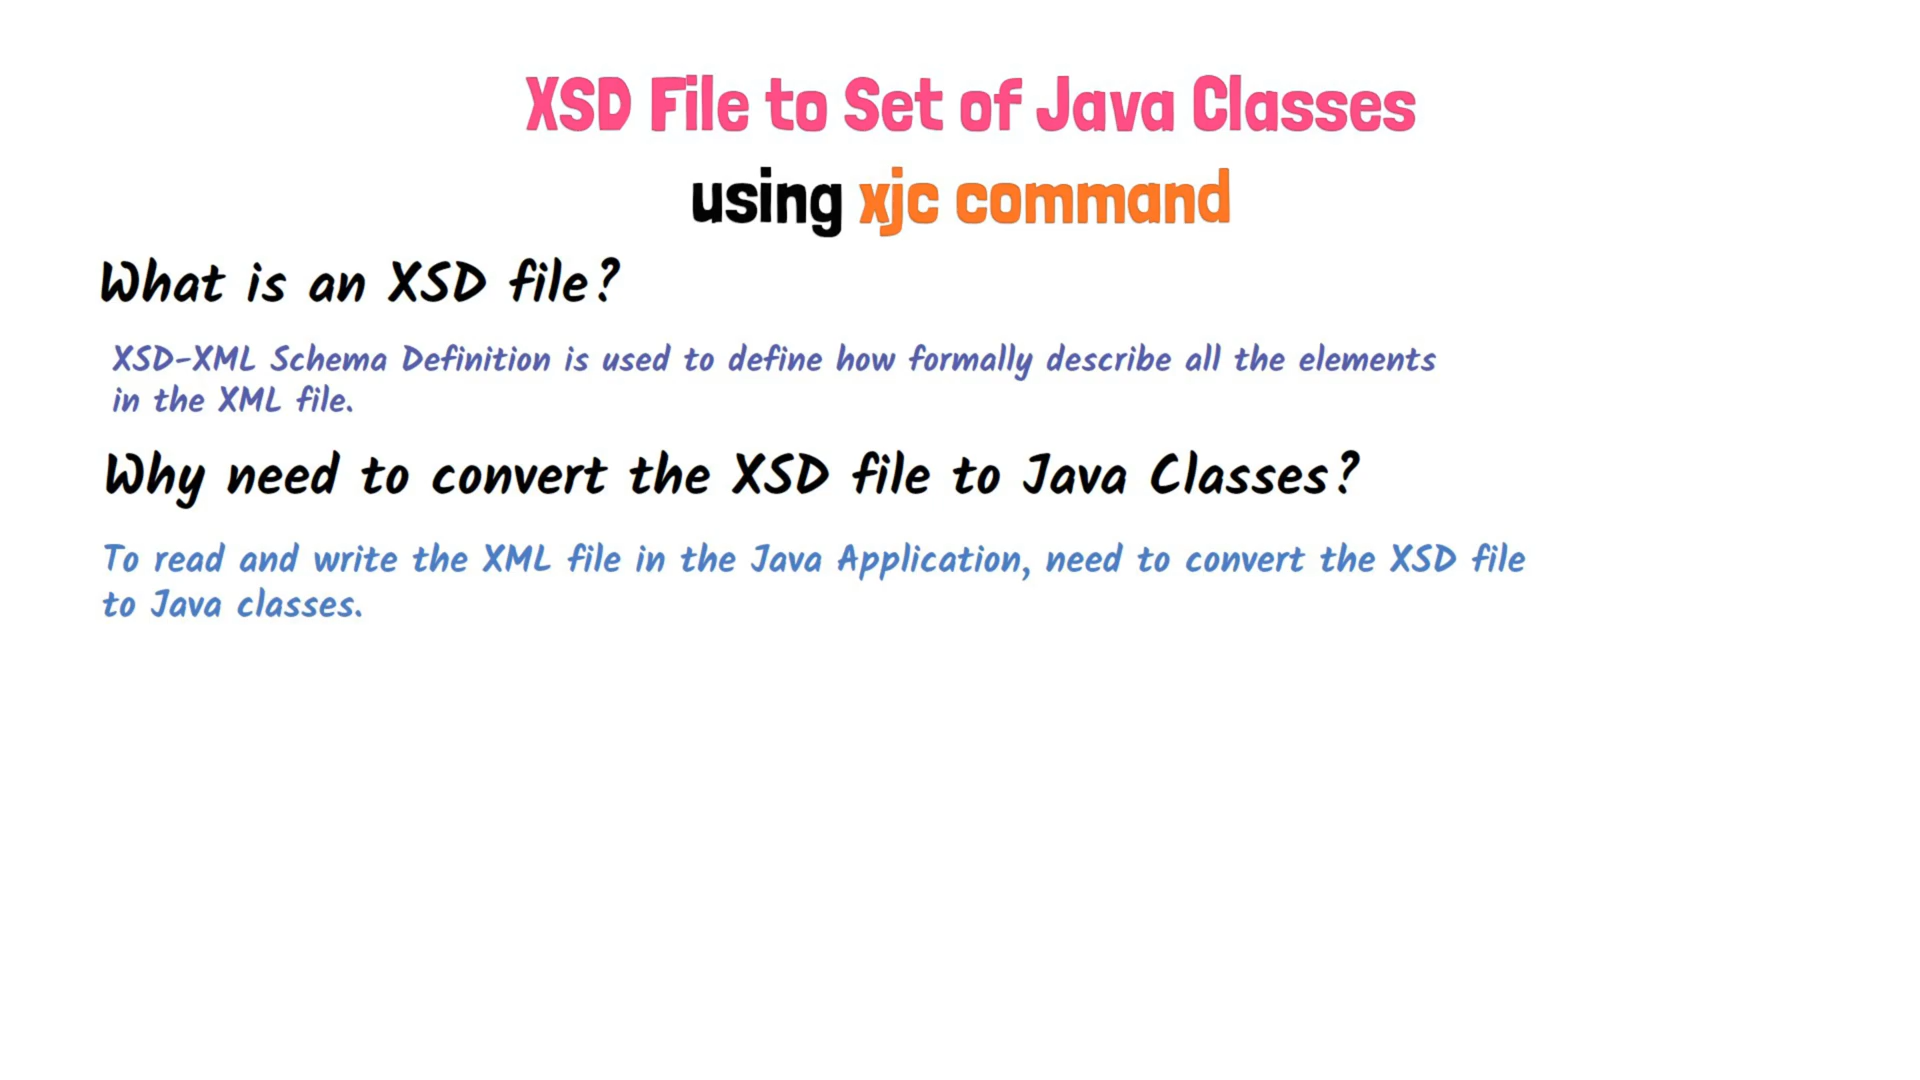 XSD File to Set of Java Classes
using xjc command
What is an XSD file?
XSD-XML Schema Definition is used to define how formally describe all the elements
in the XML file.
Why need to convert the XSD file to Java Classes?
To read and write the XML file in the Java Application, need to convert the XSD file
to Java classes.